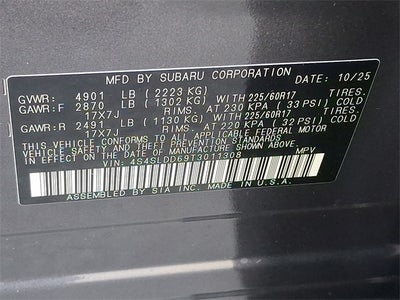 MFD BY SUBARU CORPORATION DATE: 10/25
GVWR: 4901 LB (2223 KG)
GAWR:F 2870 LB (1302 KG) WITH 225/60R17 TIRES.
17X7J RIMS. AT 230 KPA (33 PSI) COLD
GAWR:R 2491 LB (1130 KG) WITH 225/60R17 TIRES.
17X7J RIMS. AT 220 KPA (32 PSI) COLD
THIS VEHICLE CONFORMS TO ALL APPLICABLE FEDERAL MOTOR
VEHICLE SAFETY STANDARDS IN EFFECT ON THE DATE OF
MANUFACTURE SHOWN ABOVE.
VIN: 4S4SLDD69T3011308 MPV
ASSEMBLED BY SIA INC. MADE IN U.S.A.